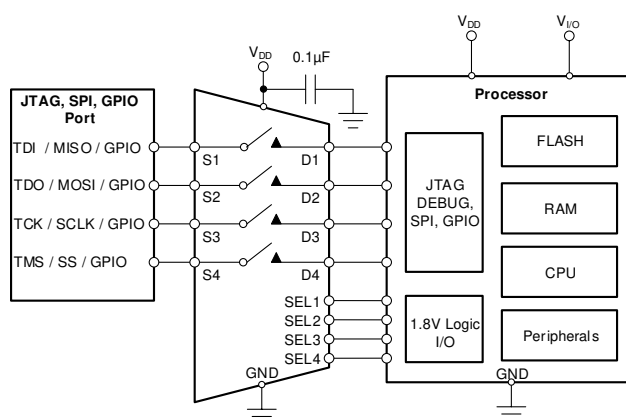 JTAG, SPI, GPIO
Port
TDI / MISO / GPIO
TDO / MOSI / GPIO
TCK / SCLK / GPIO
TMS / SS / GPIO
VDD
0.1µF
S1
D1
S2
D2
S3
D3
S4
D4
SEL1
SEL2
SEL3
SEL4
GND
VDD
VI/O
Processor
JTAG
DEBUG,
SPI, GPIO
1.8V Logic
I/O
FLASH
RAM
CPU
Peripherals
GND